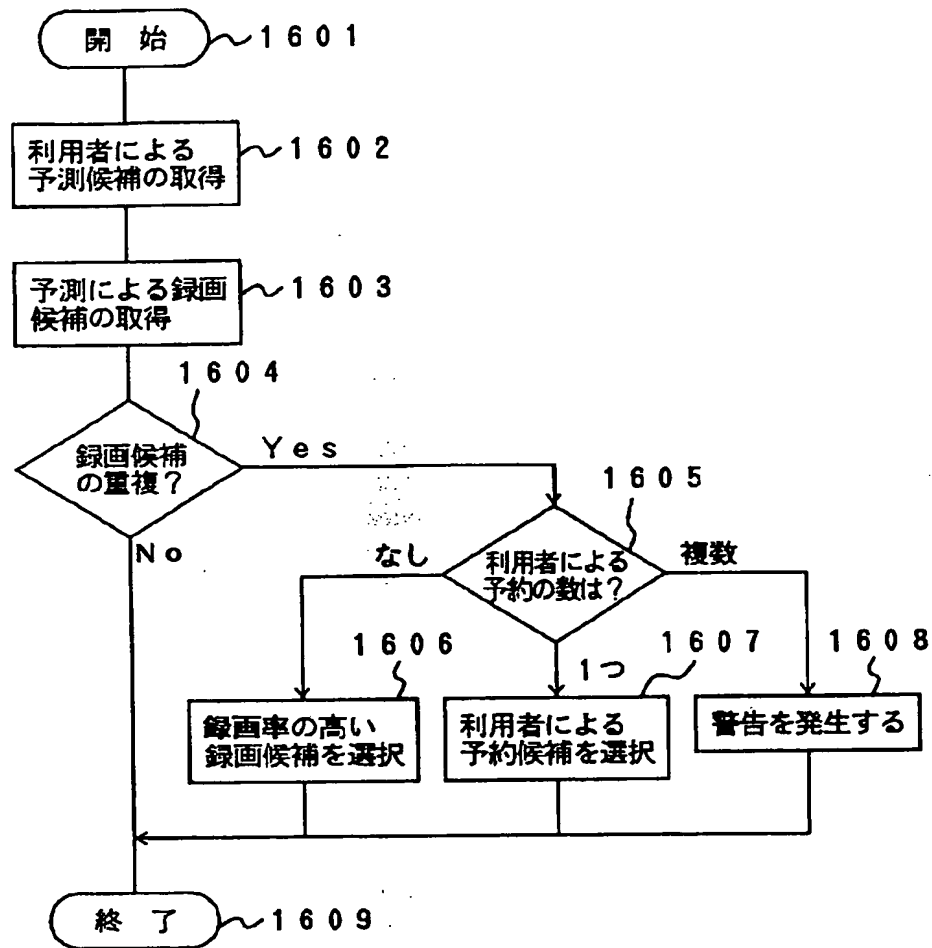 開 始
1601
利用者による
予測候補の取得
1602
予測による録画
候補の取得
1603
1604
録画候補
の重複?
Yes
No
1605
利用者による
予約の数は?
なし
複数
1つ
1606
録画率の高い
録画候補を選択
1607
利用者による
予約候補を選択
1608
警告を発生する
終 了
1609